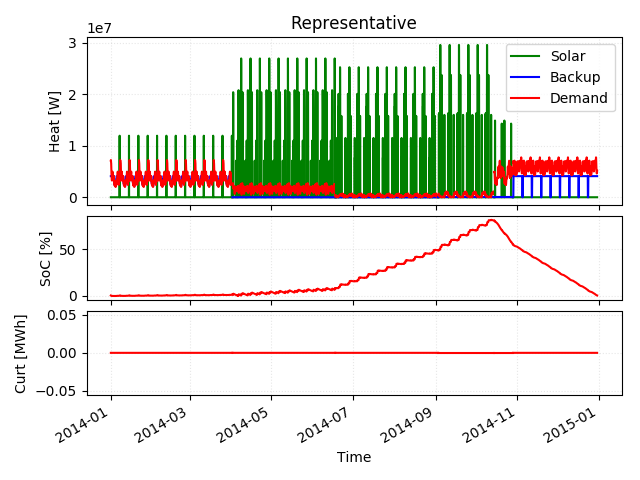 Representative
1e7
3
2
1
0
Heat [W]
Solar
Backup
Demand
50
0
SoC [%]
0.05
0.00
−0.05
Curt [MWh]
2014-01
2014-03
2014-05
2014-07
2014-09
2014-11
2015-01
Time